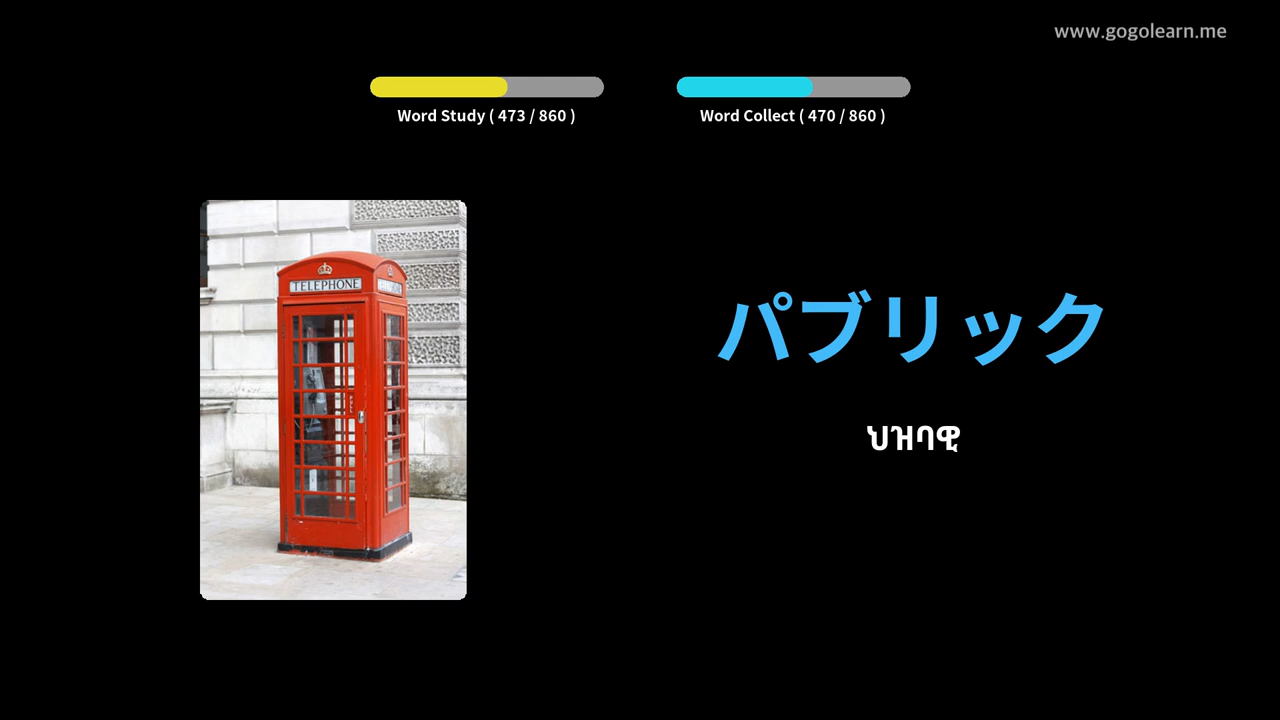 www.gogolearn.me
Word Study ( 473 / 860 )
Word Collect ( 470 / 860 )
TELEPHONE
パブリック
ህዝባዊ